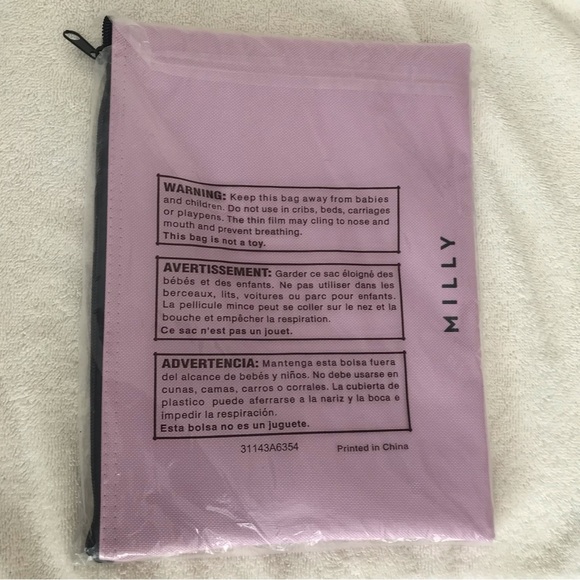 WARNING: Keep this bag away from babies
and children. Do not use in cribs, beds, carriages
or playpens. The thin film may cling to nose and
mouth and prevent breathing.
This bag is not a toy.
AVERTISSEMENT: Garder ce sac éloigné des
bébés et des enfants. Ne pas utiliser dans les
berceaux, lits, voitures ou parc pour enfants.
La pellicule mince peut se coller sur le nez et la
bouche et empêcher la respiration.
Ce sac n'est pas un jouet.
ADVERTENCIA: Mantenga esta bolsa fuera
del alcance de bebés y niños. No debe usarse en
cunas, camas, carros o corrales. La cubierta de
plastico puede aferrarse a la nariz y la boca e
impedir la respiración.
Esta bolsa no es un juguete.
31143A6354 Printed in China
MILLY